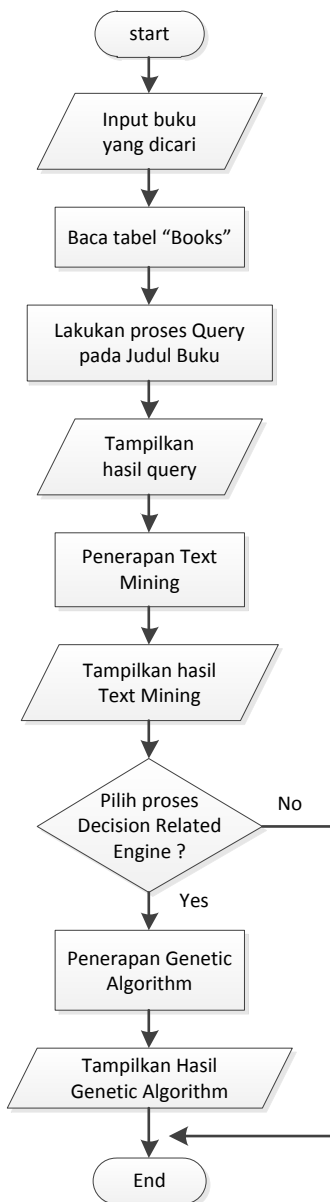 start
Input buku
yang dicari
Baca tabel “Books”
Lakukan proses Query
pada Judul Buku
Tampilkan
hasil query
Penerapan Text
Mining
Tampilkan hasil
Text Mining
Pilih proses
Decision Related
Engine ?
No
Yes
Penerapan Genetic
Algorithm
Tampilkan Hasil
Genetic Algorithm
End